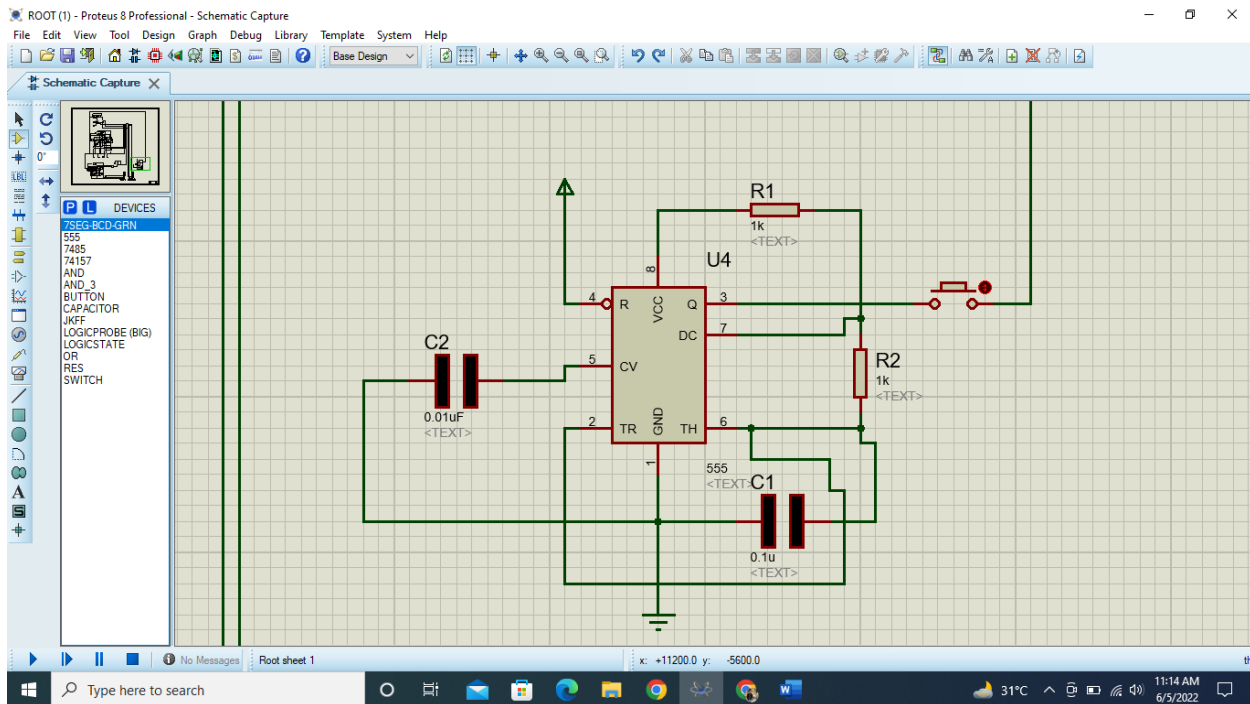 ROOT (1) - Proteus 8 Professional - Schematic Capture
File Edit View Tool Design Graph Debug Library Template System Help
Base Design
Schematic Capture
0°
P L DEVICES
7SEG-BCD-GRN
555
7485
74157
AND
AND_3
BUTTON
CAPACITOR
JKFF
LOGICPROBE (BIG)
LOGICSTATE
OR
RES
SWITCH
R1
1k
<TEXT>
U4
8
4 R VCC Q 3
DC 7
C2
5 CV
0.01uF
<TEXT>
R2
1k
<TEXT>
2 TR GND TH 6
1
555
<TEXT>
C1
0.1u
<TEXT>
No Messages Root sheet 1 x: +11200.0 y: -5600.0 th
Type here to search
31°C
11:14 AM
6/5/2022